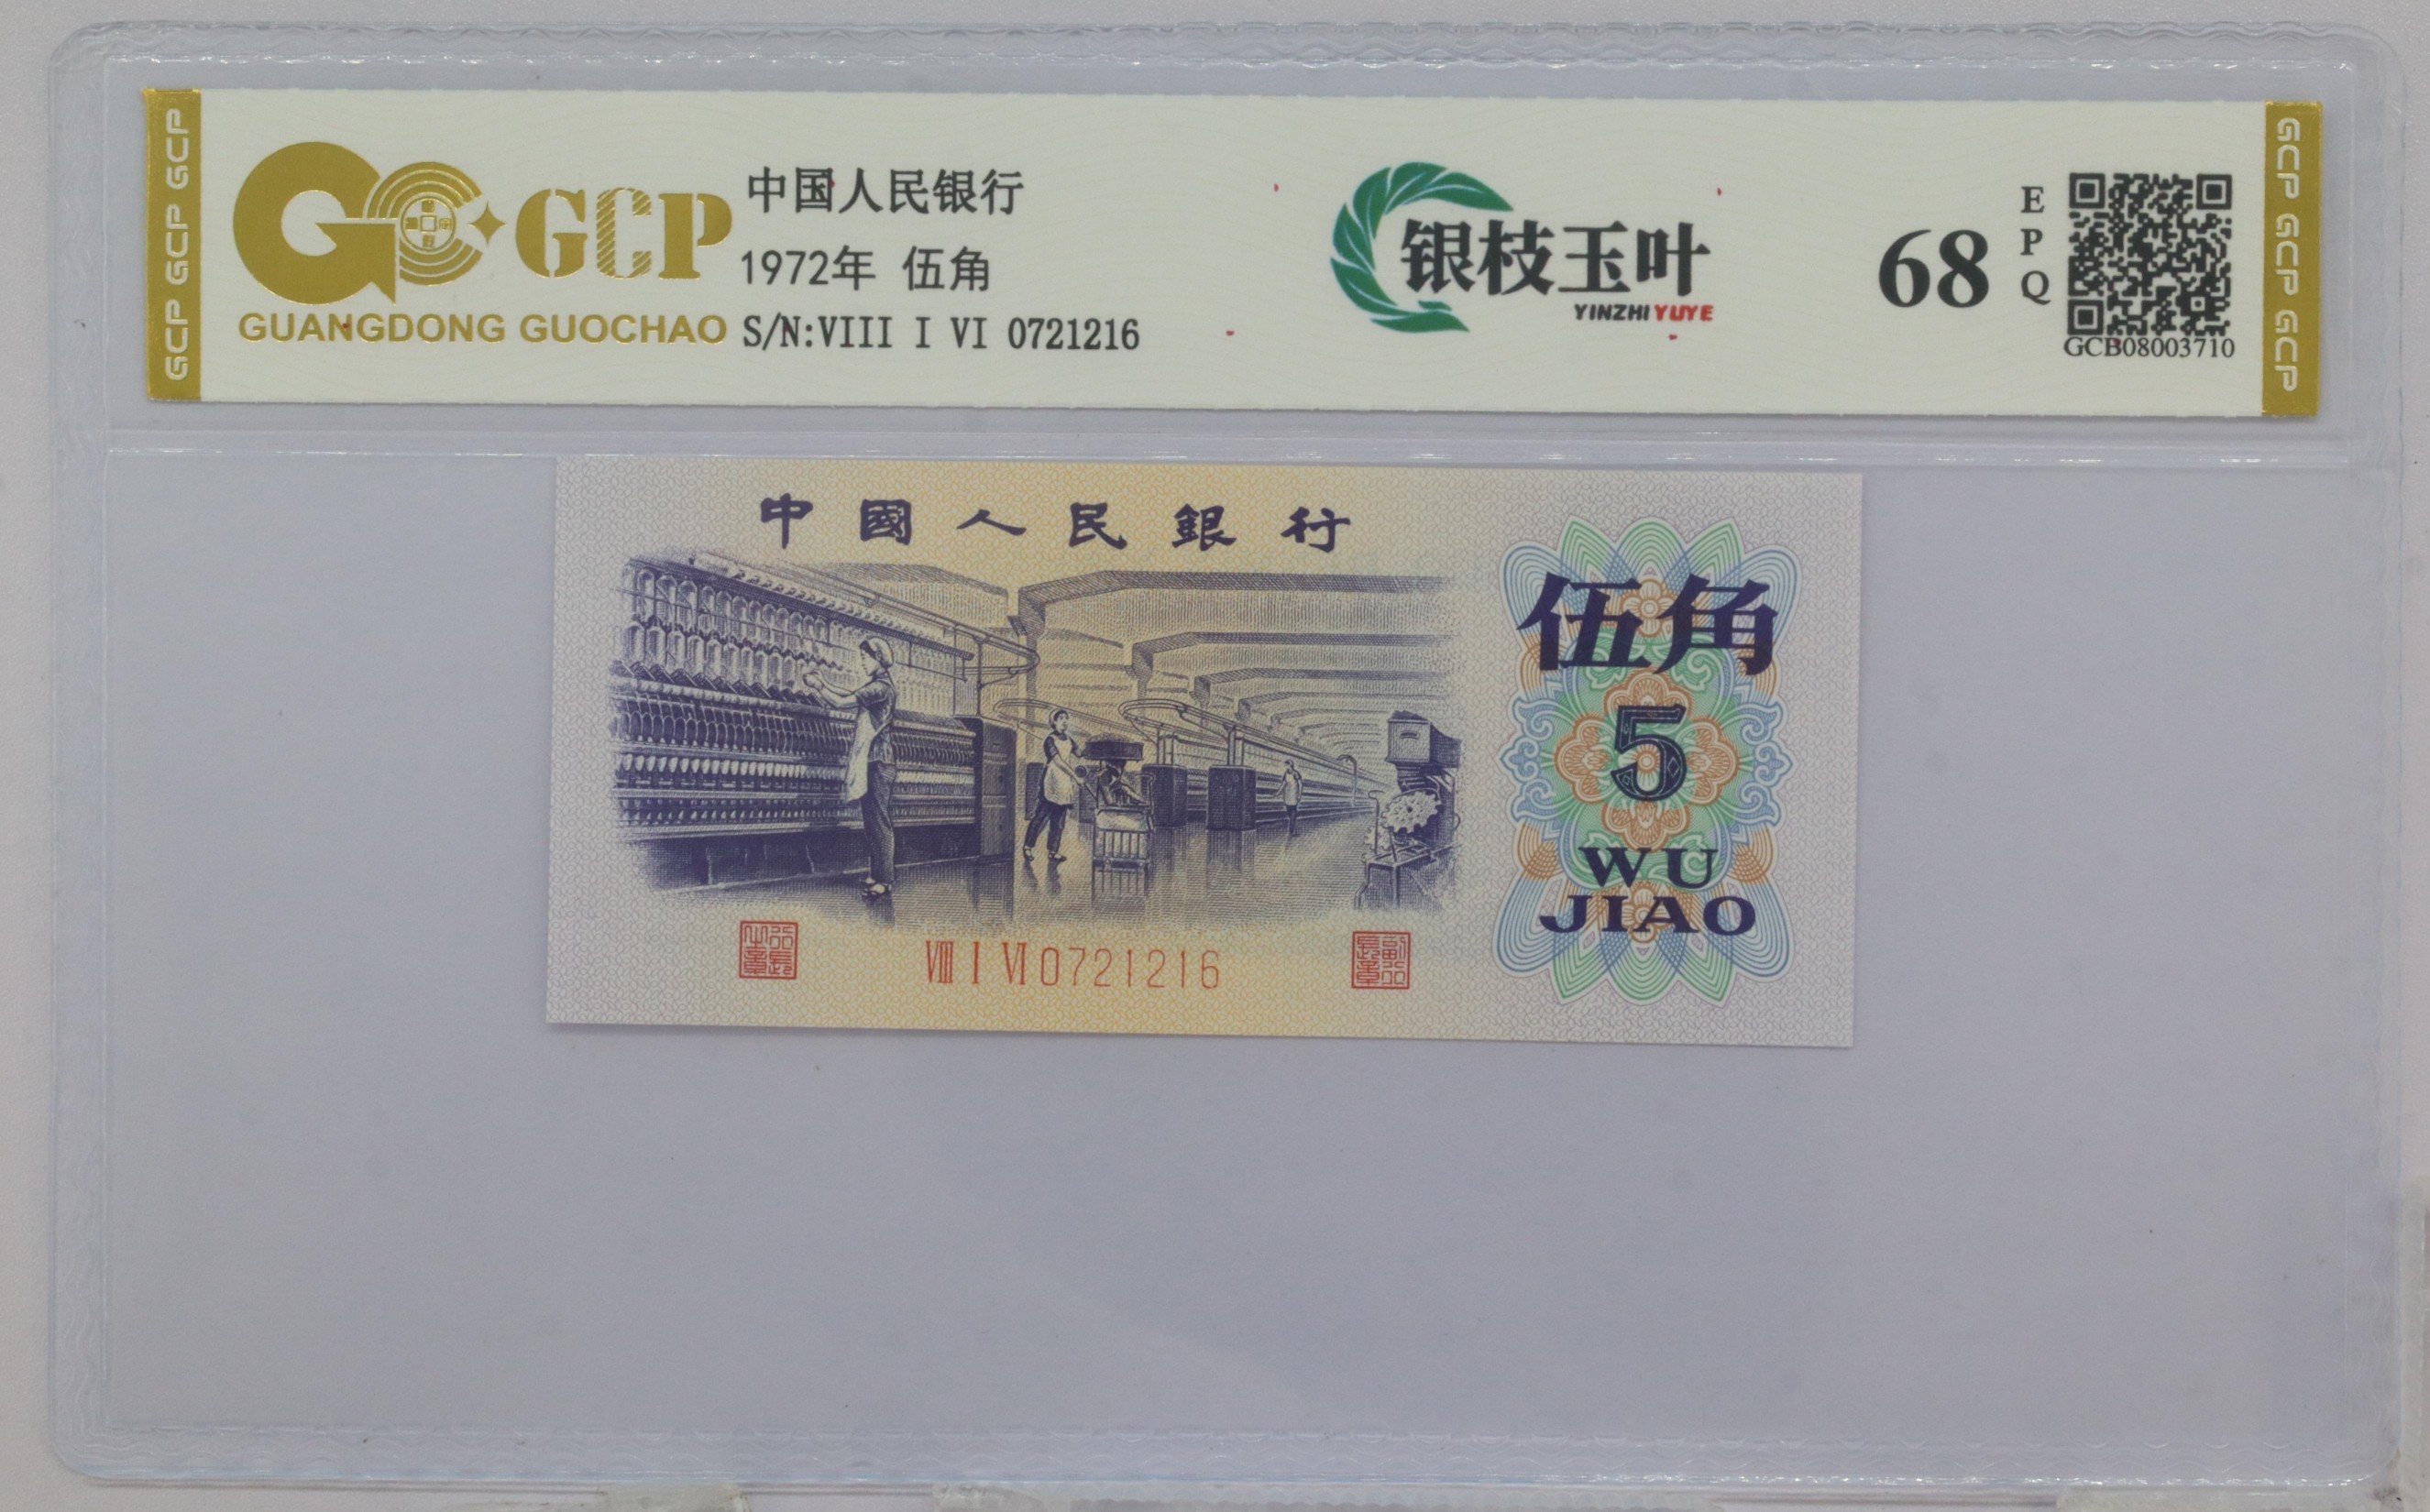 GCP GCP GCP
GCP
GUANGDONG GUOCHAO
中国人民银行
1972年 伍角
S/N:VIII I VI 0721216
银枝玉叶
YINZHIYUYE
68
EPQ
GCB08003710
GCP GCP GCP
中國人民銀行
伍角
5
WU
JIAO
VIII I VI 0721216